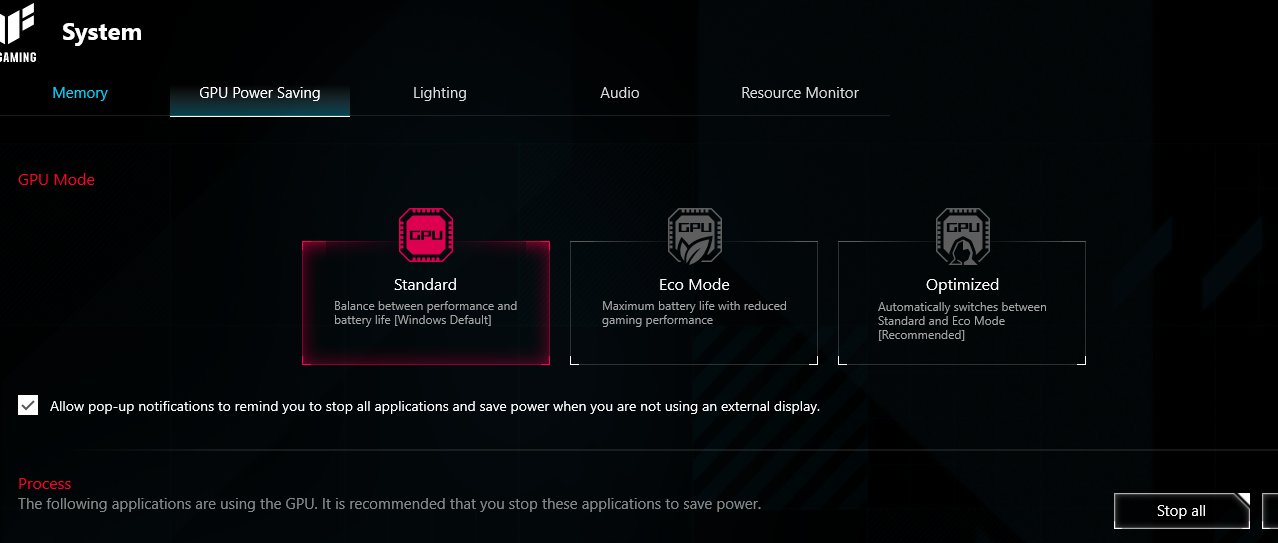 GAMING
System
Memory
GPU Power Saving
Lighting
Audio
Resource Monitor
GPU Mode
GPU
GPU
GPU
Standard
Balance between performance and
battery life [Windows Default]
Eco Mode
Maximum battery life with reduced
gaming performance
Optimized
Automatically switches between
Standard and Eco Mode
[Recommended]
Allow pop-up notifications to remind you to stop all applications and save power when you are not using an external display.
Process
The following applications are using the GPU. It is recommended that you stop these applications to save power.
Stop all